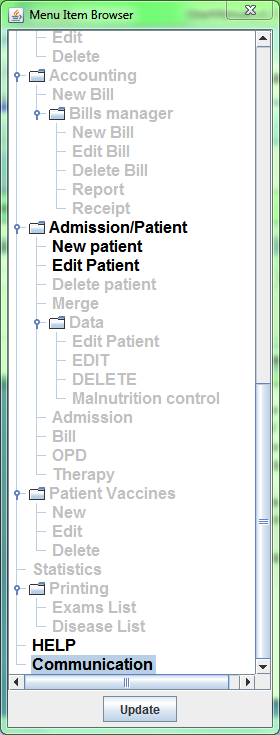 Menu Item Browser
Edit
Delete
Accounting
New Bill
Bills manager
New Bill
Edit Bill
Delete Bill
Report
Receipt
Admission/Patient
New patient
Edit Patient
Delete patient
Merge
Data
Edit Patient
EDIT
DELETE
Malnutrition control
Admission
Bill
OPD
Therapy
Patient Vaccines
New
Edit
Delete
Statistics
Printing
Exams List
Disease List
HELP
Communication
Update